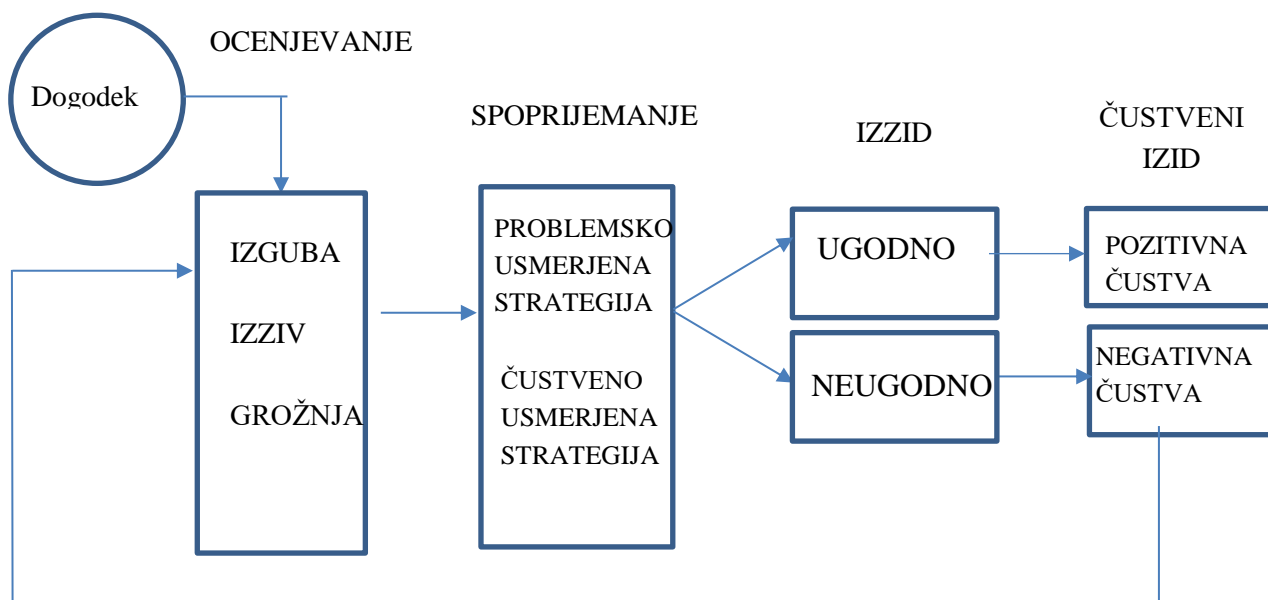 OCENJEVANJE
Dogodek
SPOPRIJEMANJE
IZZID
ČUSTVENI
IZID
IZGUBA
IZZIV
GROŽNJA
PROBLEMSKO
USMERJENA
STRATEGIJA
ČUSTVENO
USMERJENA
STRATEGIJA
UGODNO
NEUGODNO
POZITIVNA
ČUSTVA
NEGATIVNA
ČUSTVA